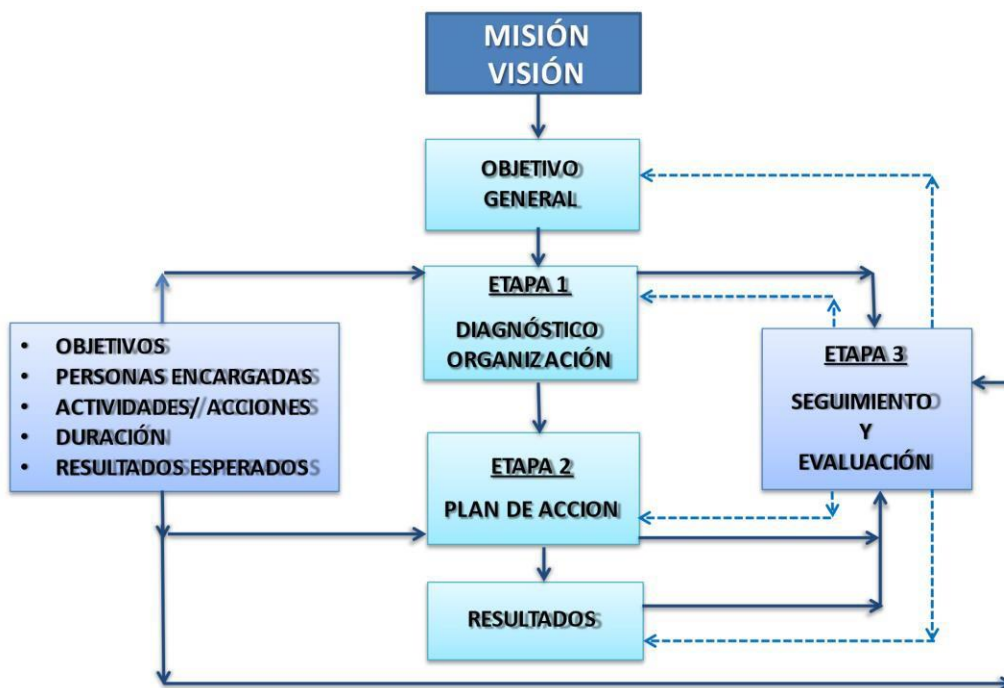 MISIÓN
VISIÓN
OBJETIVO
GENERAL
ETAPA 1
DIAGNÓSTICO
ORGANIZACIÓN
• OBJETIVOS
• PERSONAS ENCARGADAS
• ACTIVIDADES/ ACCIONES
• DURACIÓN
• RESULTADOS ESPERADOS
ETAPA 3
SEGUIMIENTO
Y
EVALUACIÓN
ETAPA 2
PLAN DE ACCION
RESULTADOS